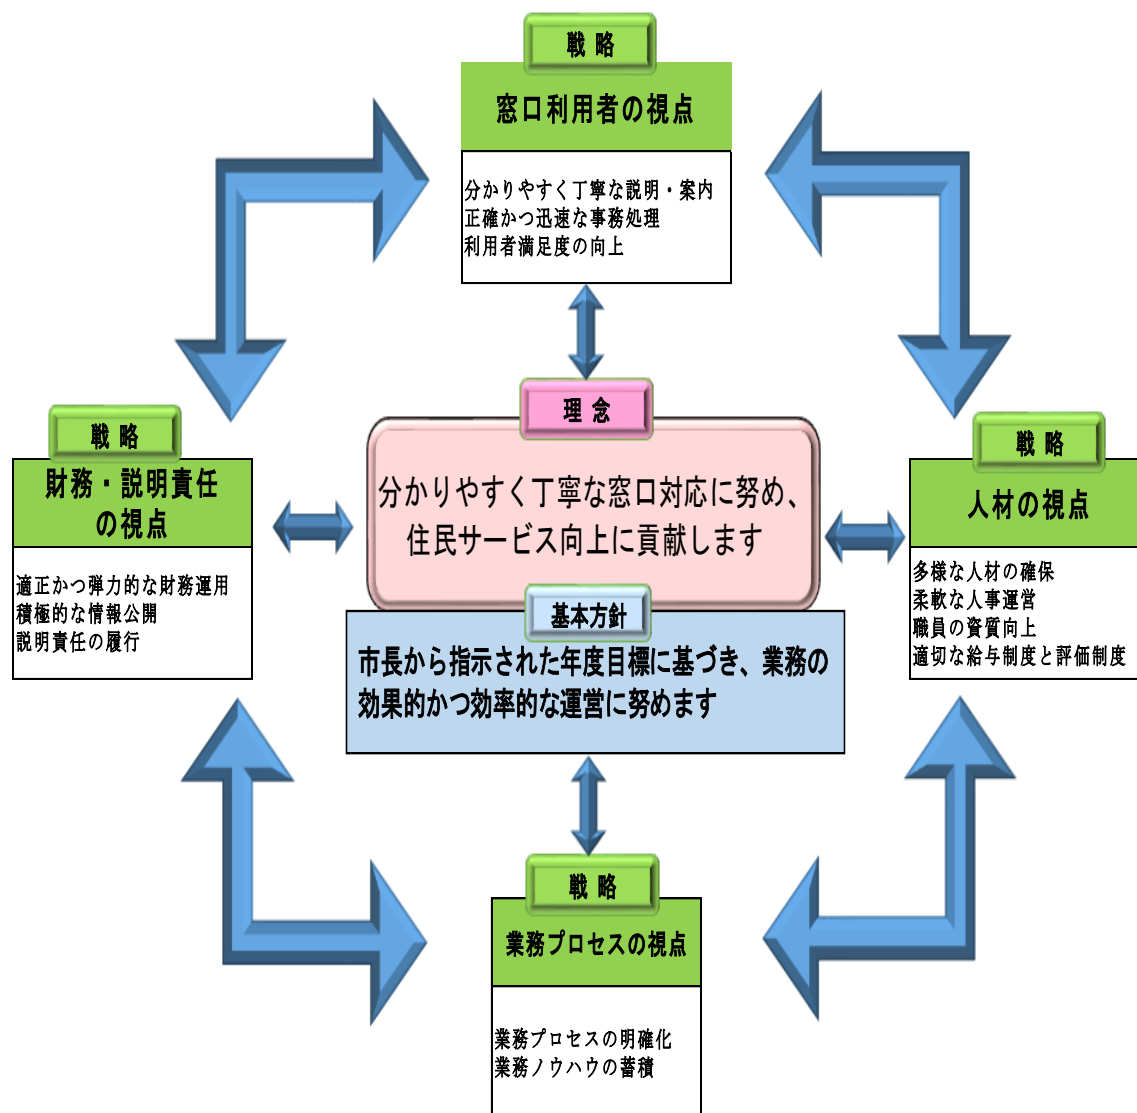 戦 略
窓口利用者の視点
分かりやすく丁寧な説明・案内
正確かつ迅速な事務処理
利用者満足度の向上
戦 略
財務・説明責任
の視点
適正かつ弾力的な財務運用
積極的な情報公開
説明責任の履行
理 念
分かりやすく丁寧な窓口対応に努め、
住民サービス向上に貢献します
基本方針
市長から指示された年度目標に基づき、業務の
効果的かつ効率的な運営に努めます
戦 略
人材の視点
多様な人材の確保
柔軟な人事運営
職員の資質向上
適切な給与制度と評価制度
戦 略
業務プロセスの視点
業務プロセスの明確化
業務ノウハウの蓄積